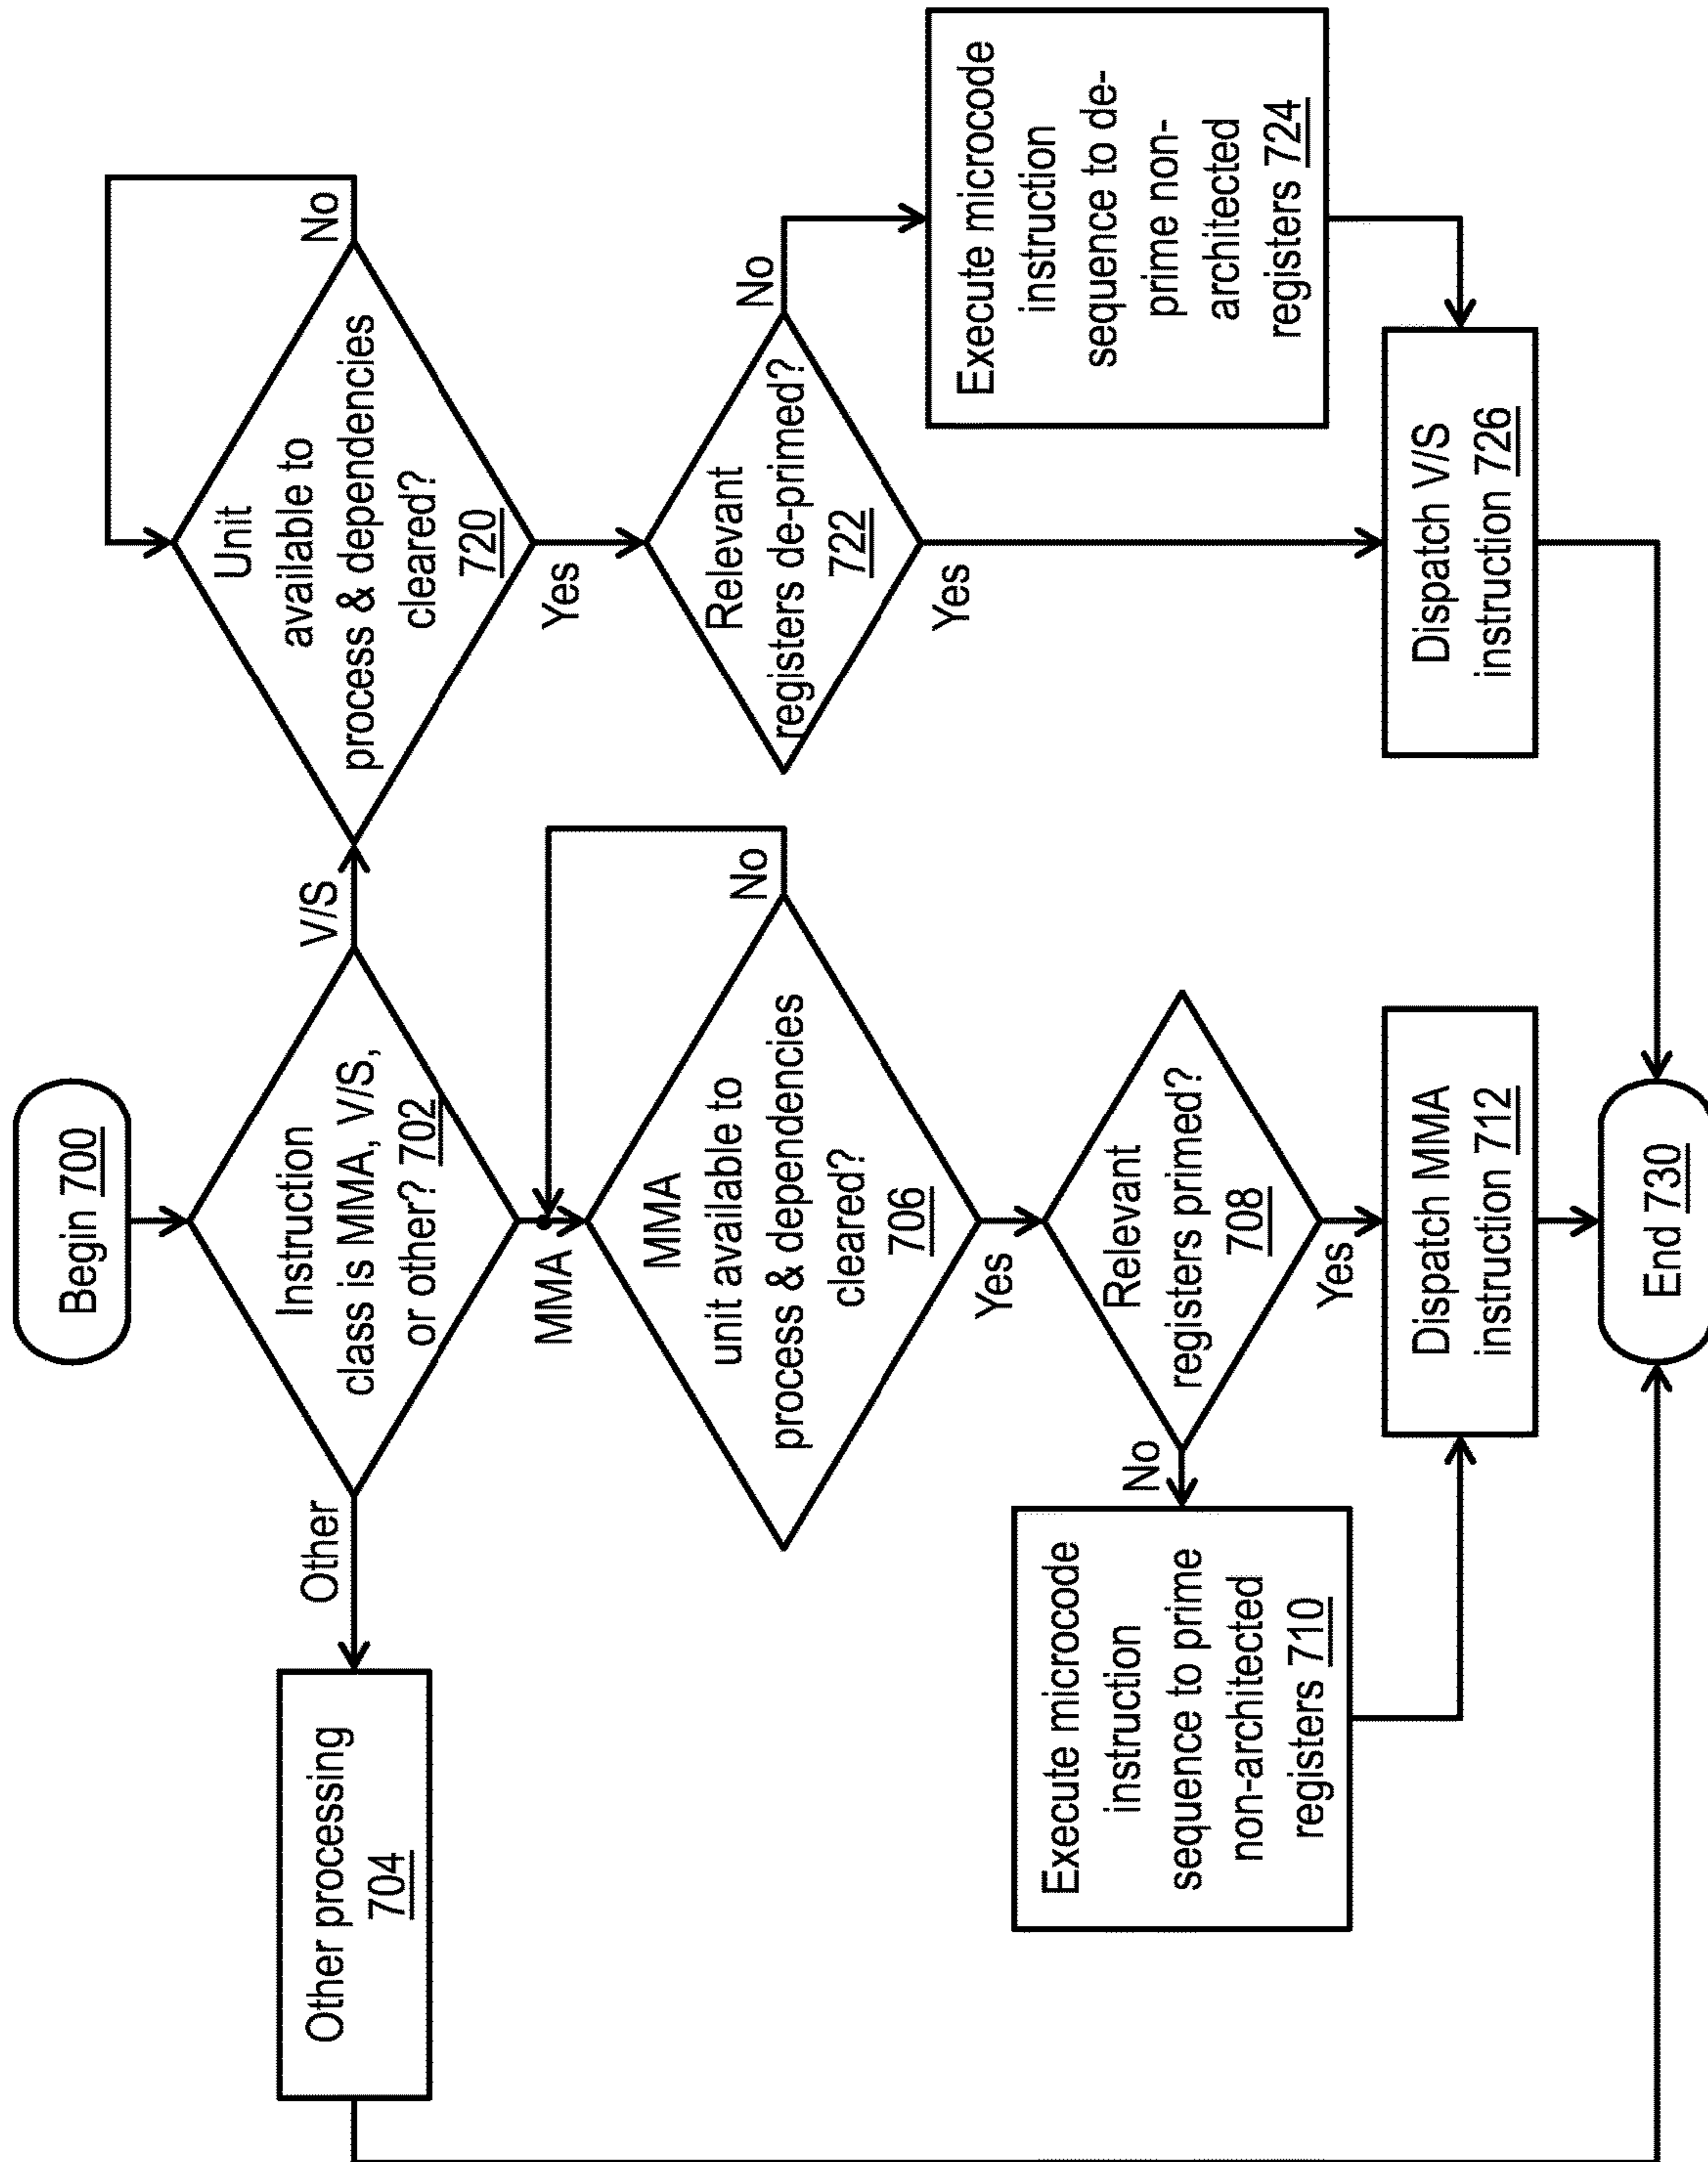 Begin 700
Instruction
class is MMA, V/S,
or other? 702
Other
V/S
MMA
Other processing
704
Unit
available to
process & dependencies
cleared?
720
No
Yes
MMA
unit available to
process & dependencies
cleared?
706
No
Yes
Relevant
registers de-primed?
722
No
Yes
Execute microcode
instruction
sequence to de-
prime non-
architected
registers 724
Relevant
registers primed?
708
No
Yes
Execute microcode
instruction
sequence to prime
non-architected
registers 710
Dispatch MMA
instruction 712
Dispatch V/S
instruction 726
End 730